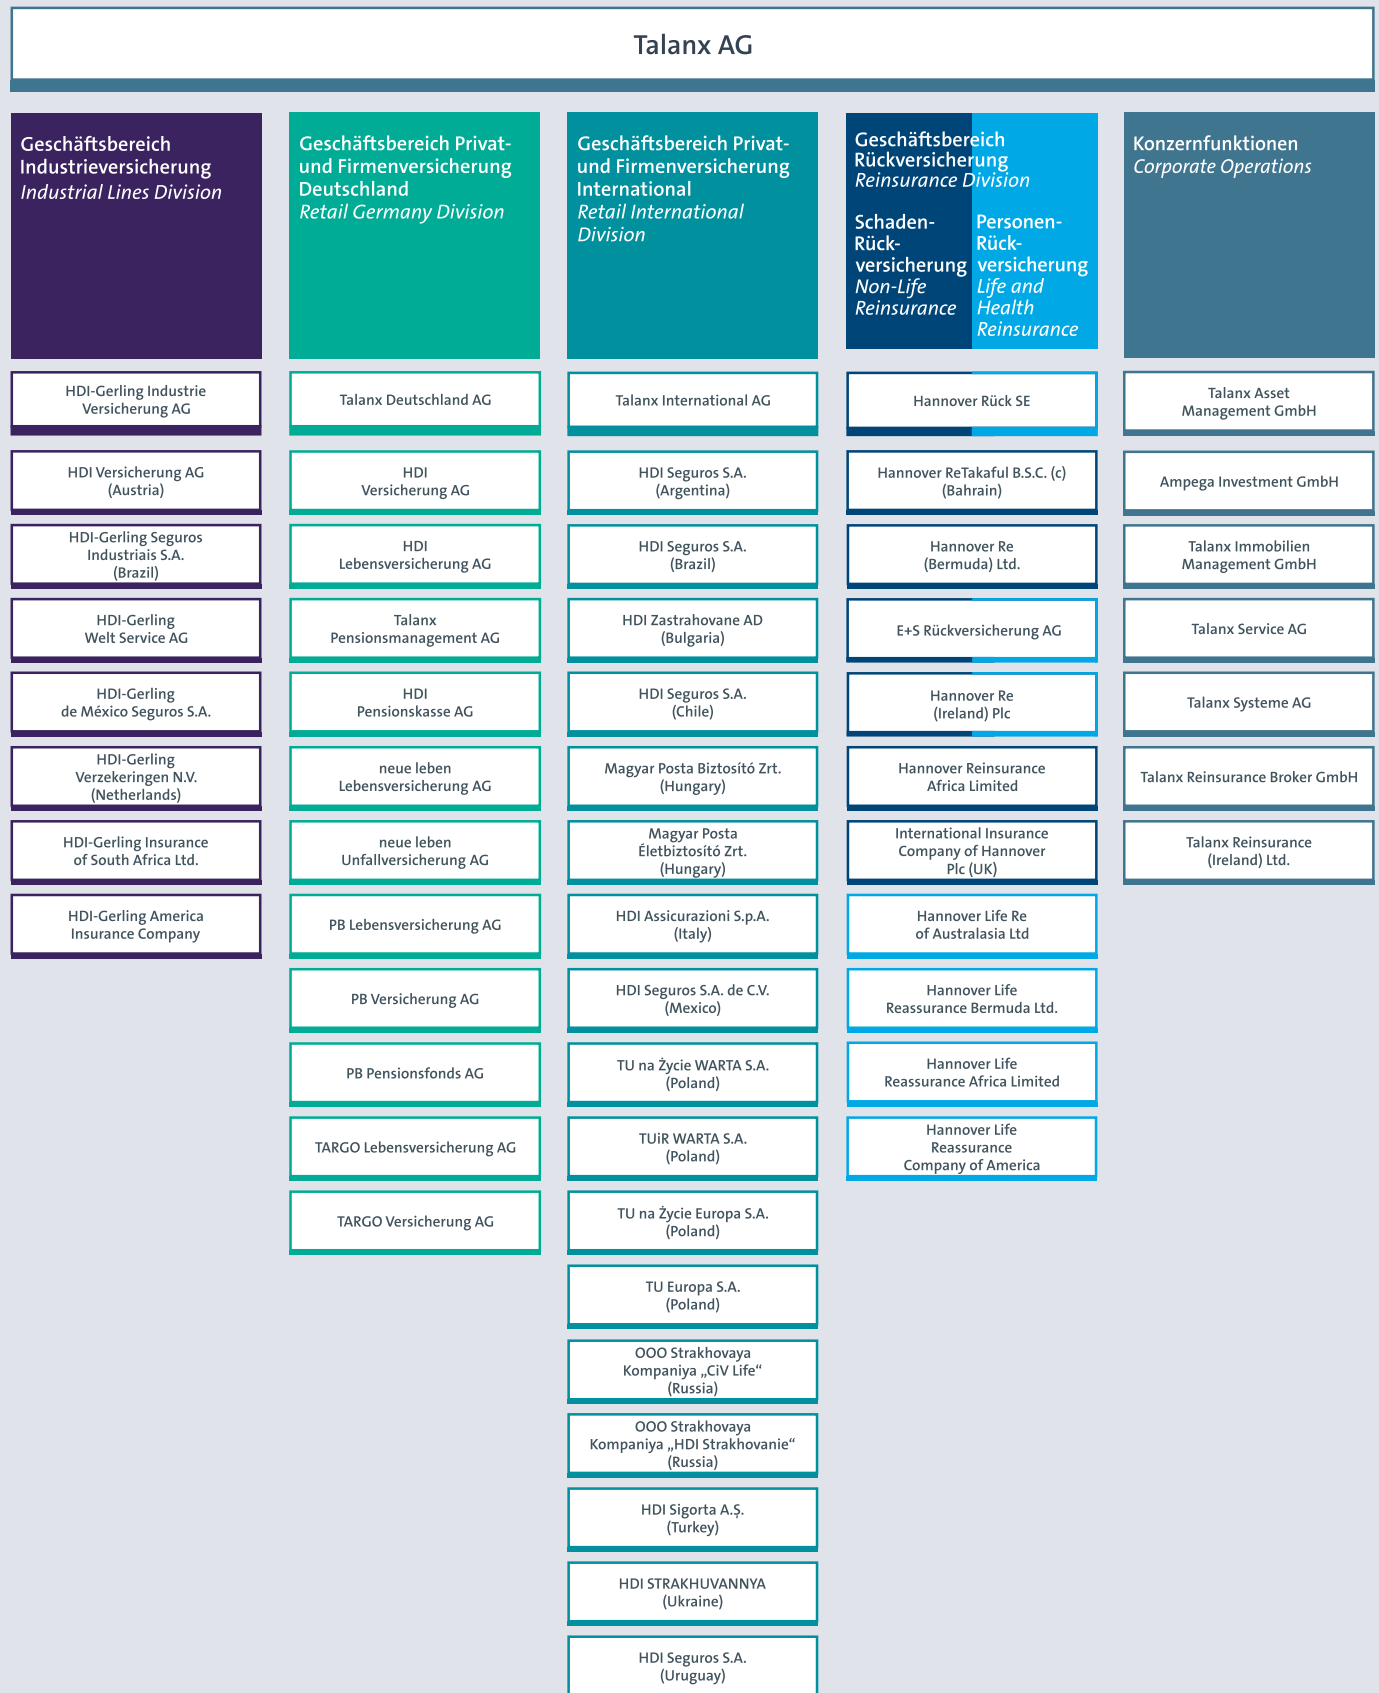 Talanx AG
Geschäftsbereich
Industrieversicherung
Industrial Lines Division
HDI-Gerling Industrie
Versicherung AG
HDI Versicherung AG
(Austria)
HDI-Gerling Seguros
Industriais S.A.
(Brazil)
HDI-Gerling
Welt Service AG
HDI-Gerling
de México Seguros S.A.
HDI-Gerling
Verzekeringen N.V.
(Netherlands)
HDI-Gerling Insurance
of South Africa Ltd.
HDI-Gerling America
Insurance Company
Geschäftsbereich Privat-
und Firmenversicherung
Deutschland
Retail Germany Division
Talanx Deutschland AG
HDI
Versicherung AG
HDI
Lebensversicherung AG
Talanx
Pensionsmanagement AG
HDI
Pensionskasse AG
neue leben
Lebensversicherung AG
neue leben
Unfallversicherung AG
PB Lebensversicherung AG
PB Versicherung AG
PB Pensionsfonds AG
TARGO Lebensversicherung AG
TARGO Versicherung AG
Geschäftsbereich Privat-
und Firmenversicherung
International
Retail International
Division
Talanx International AG
HDI Seguros S.A.
(Argentina)
HDI Seguros S.A.
(Brazil)
HDI Zastrahovane AD
(Bulgaria)
HDI Seguros S.A.
(Chile)
Magyar Posta Biztosító Zrt.
(Hungary)
Magyar Posta
Életbiztosító Zrt.
(Hungary)
HDI Assicurazioni S.p.A.
(Italy)
HDI Seguros S.A. de C.V.
(Mexico)
TU na Życie WARTA S.A.
(Poland)
TUiR WARTA S.A.
(Poland)
TU na Życie Europa S.A.
(Poland)
TU Europa S.A.
(Poland)
OOO Strakhovaya
Kompaniya „CiV Life“
(Russia)
OOO Strakhovaya
Kompaniya „HDI Strakhovanie“
(Russia)
HDI Sigorta A.Ş.
(Turkey)
HDI STRAKHUVANNYA
(Ukraine)
HDI Seguros S.A.
(Uruguay)
Geschäftsbereich
Rückversicherung
Reinsurance Division
Schaden-
Rück-
versicherung
Non-Life
Reinsurance
Personen-
Rück-
versicherung
Life and
Health
Reinsurance
Hannover Rück SE
Hannover ReTakaful B.S.C. (c)
(Bahrain)
Hannover Re
(Bermuda) Ltd.
E+S Rückversicherung AG
Hannover Re
(Ireland) Plc
Hannover Reinsurance
Africa Limited
International Insurance
Company of Hannover
Plc (UK)
Hannover Life Re
of Australasia Ltd
Hannover Life
Reassurance Bermuda Ltd.
Hannover Life
Reassurance Africa Limited
Hannover Life
Reassurance
Company of America
Konzernfunktionen
Corporate Operations
Talanx Asset
Management GmbH
Ampega Investment GmbH
Talanx Immobilien
Management GmbH
Talanx Service AG
Talanx Systeme AG
Talanx Reinsurance Broker GmbH
Talanx Reinsurance
(Ireland) Ltd.